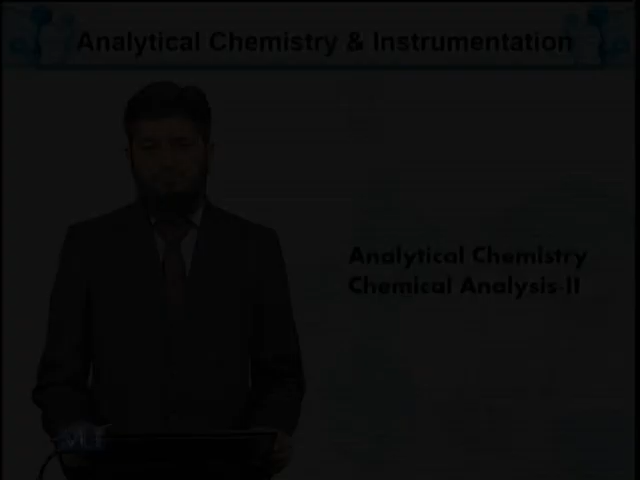 Analytical Chemistry & Instrumentation
Analytical Chemistry
Chemical Analysis-II